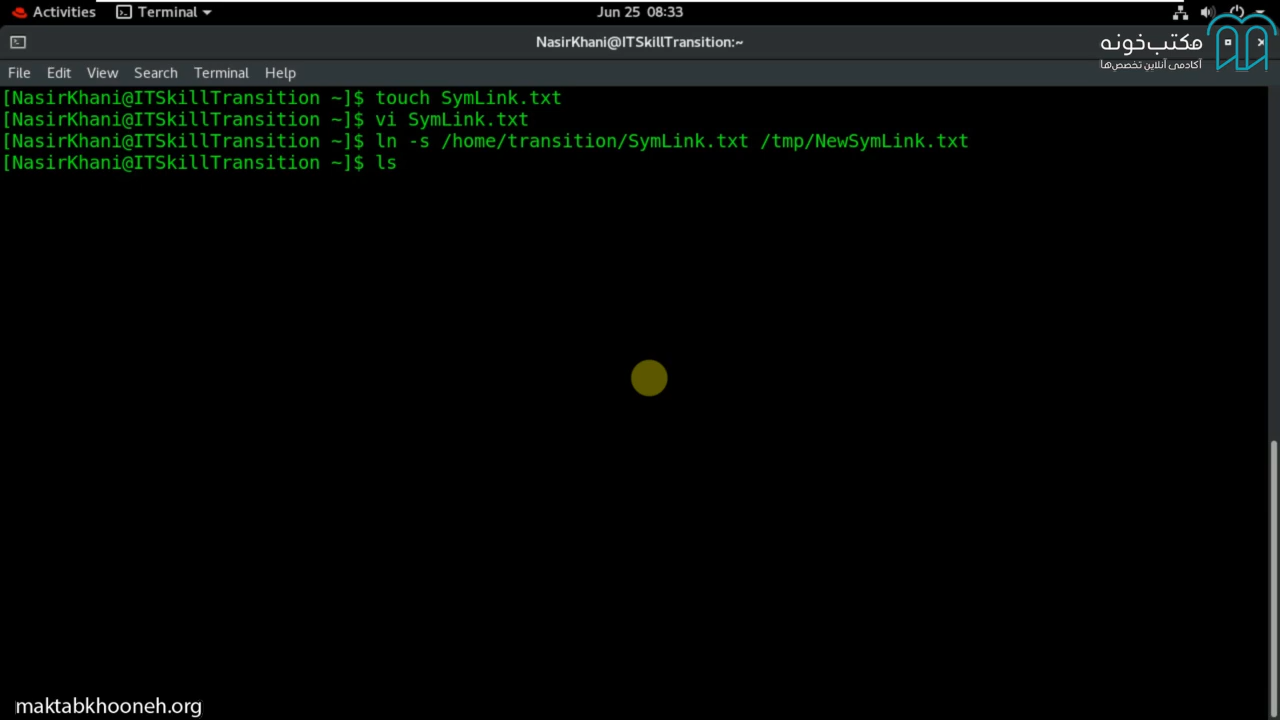 Activities Terminal Jun 25 08:33
NasirKhani@ITSkillTransition:~
مکتب‌خونه
آکادمی آنلاین تخصص‌ها
File Edit View Search Terminal Help
[NasirKhani@ITSkillTransition ~]$ touch SymLink.txt
[NasirKhani@ITSkillTransition ~]$ vi SymLink.txt
[NasirKhani@ITSkillTransition ~]$ ln -s /home/transition/SymLink.txt /tmp/NewSymLink.txt
[NasirKhani@ITSkillTransition ~]$ ls
maktabkhooneh.org